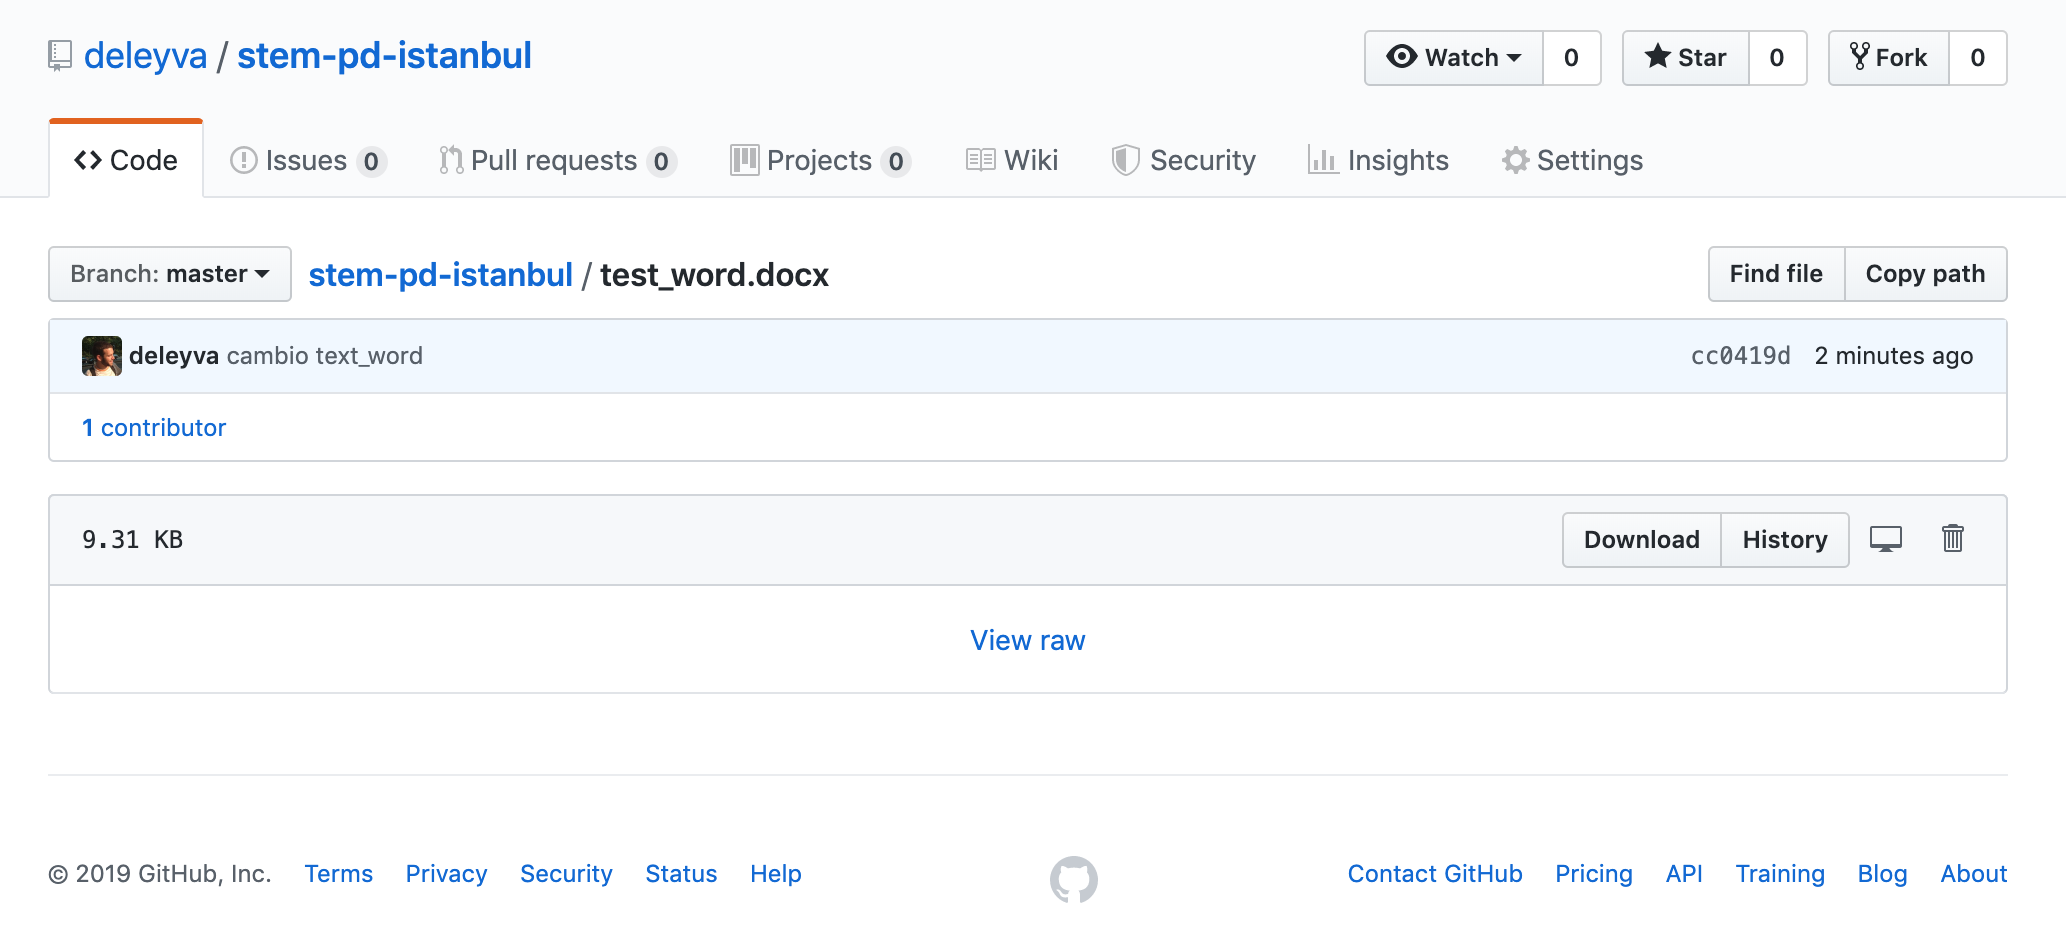 deleyva / stem-pd-istanbul
Watch 0 Star 0 Fork 0
Code Issues 0 Pull requests 0 Projects 0 Wiki Security Insights Settings
Branch: master stem-pd-istanbul / test_word.docx Find file Copy path
deleyva cambio text_word cc0419d 2 minutes ago
1 contributor
9.31 KB Download History
View raw
© 2019 GitHub, Inc. Terms Privacy Security Status Help Contact GitHub Pricing API Training Blog About